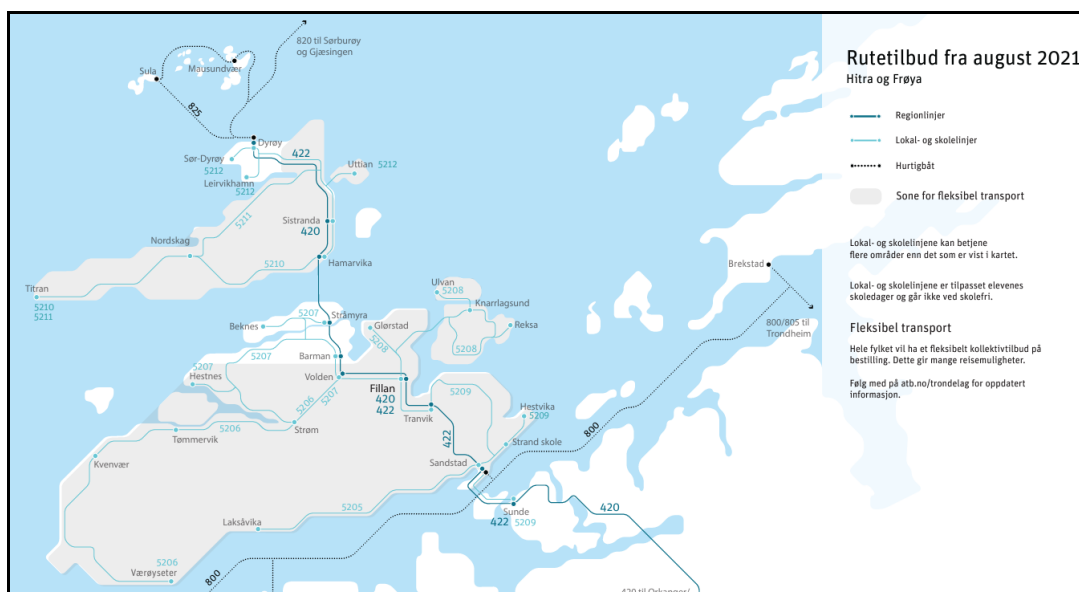 820 til Sørburøy
og Gjæsingen
Mausundvær
Sula
825
Dyrøy
Sør-Dyrøy
5212
Leirvikhamn
5212
422
Uttian 5212
5211
Sistranda
420
Nordskag
5210
Hamarvika
Titran
5210
5211
Ulvan
5208
Knarrlagsund
Reksa
5208
5207
Stråmyra
Beknes
Glørstad
5208
5207
Barman
5207
Hestnes
Volden
5206
5207
Fillan
420
422
5209
Tranvik
Hestvika
5209
Strøm
5206
Tømmervik
422
Strand skole
800
Kvenvær
Sandstad
5205
Laksåvika
Sunde
422 5209
420
5206
Værøyseter
800
420 til Orkanger/
Brekstad
800/805 til
Trondheim
Rutetilbud fra august 2021
Hitra og Frøya
Regionlinjer
Lokal- og skolelinjer
Hurtigbåt
Sone for fleksibel transport
Lokal- og skolelinjene kan betjene
flere områder enn det som er vist i kartet.
Lokal- og skolelinjene er tilpasset elevenes
skoledager og går ikke ved skolefri.
Fleksibel transport
Hele fylket vil ha et fleksibelt kollektivtilbud på
bestilling. Dette gir mange reisemuligheter.
Følg med på atb.no/trondelag for oppdatert
informasjon.